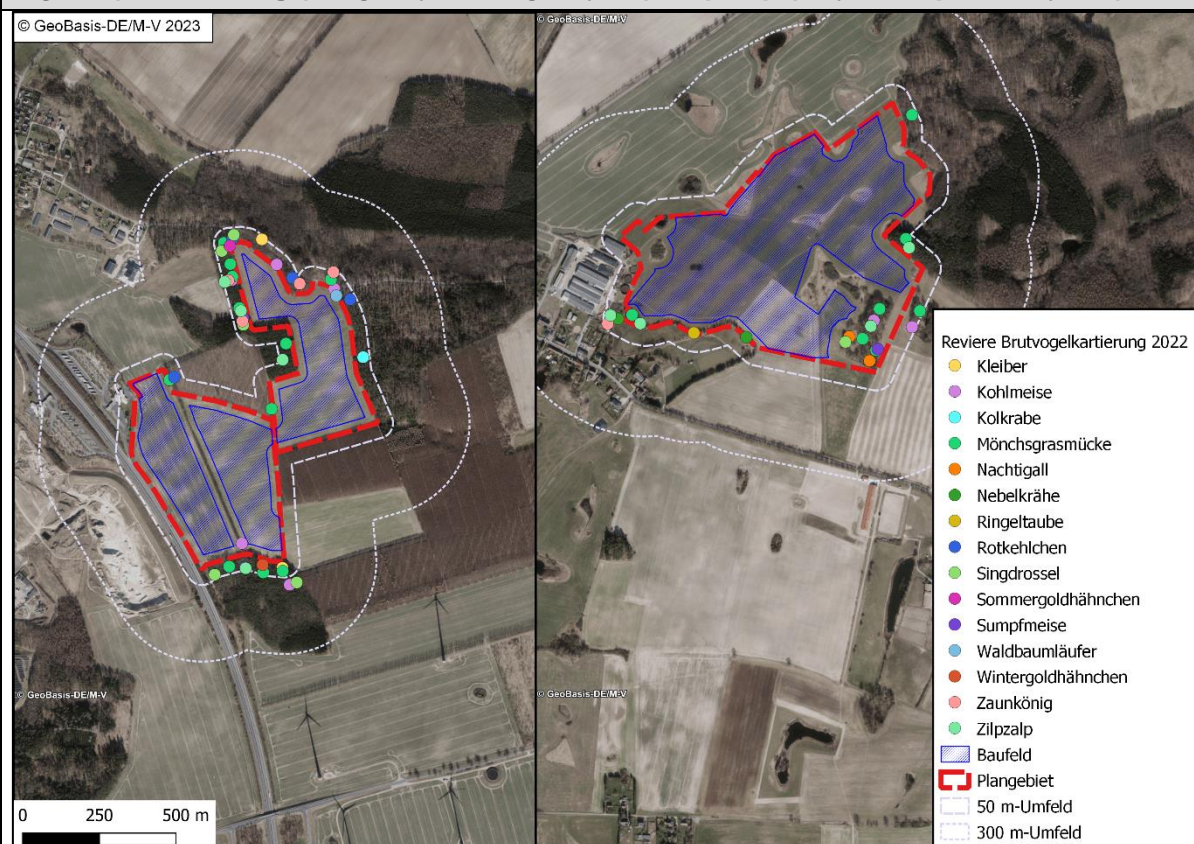 © GeoBasis-DE/M-V 2023
© GeoBasis-DE/M-V
© GeoBasis-DE/M-V
© GeoBasis-DE/M-V
0 250 500 m
Reviere Brutvogelkartierung 2022
Kleiber
Kohlmeise
Kolkrabe
Mönchsgrasmücke
Nachtigall
Nebelkrähe
Ringeltaube
Rotkehlchen
Singdrossel
Sommergoldhähnchen
Sumpfmeise
Waldbaumläufer
Wintergoldhähnchen
Zaunkönig
Zilpzalp
Baufeld
Plangebiet
50 m-Umfeld
300 m-Umfeld